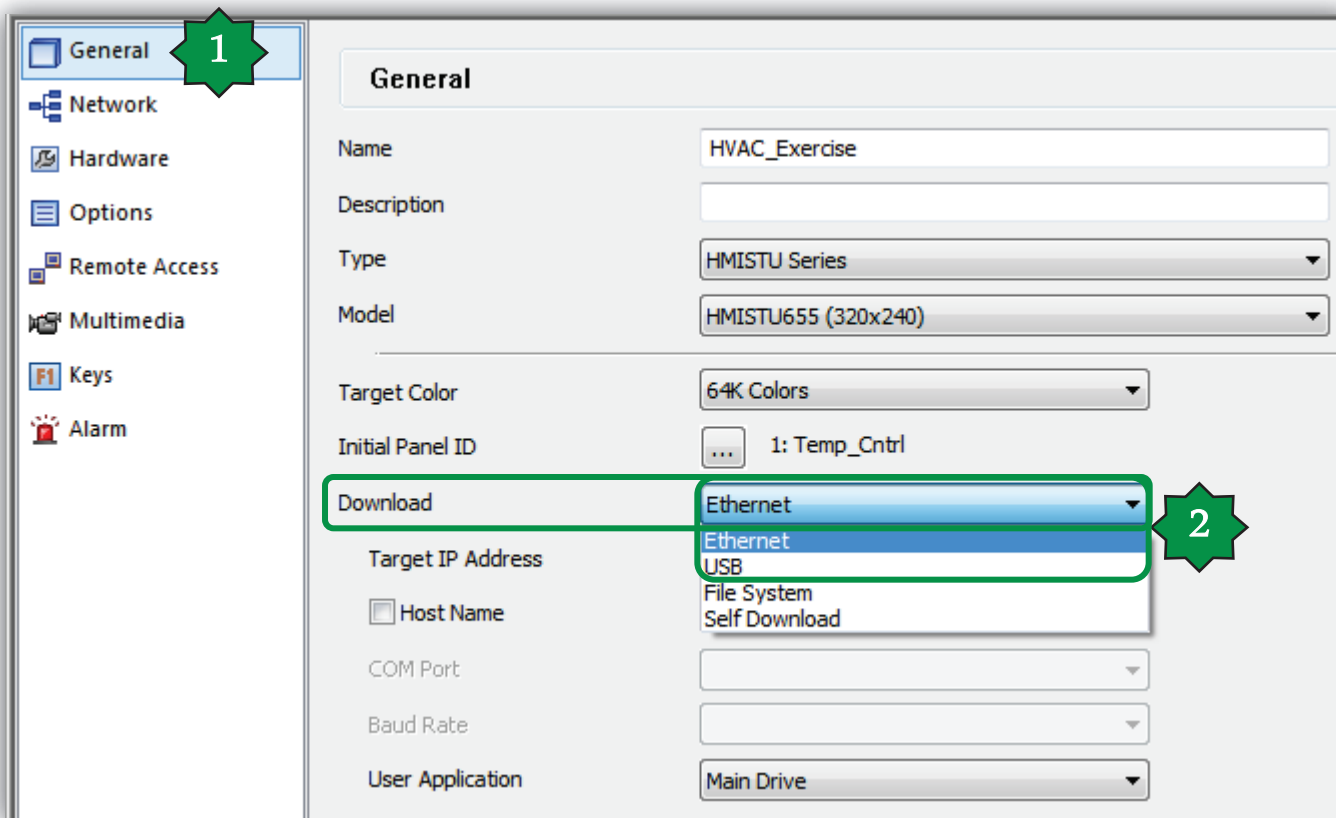 General
1
Network
Hardware
Options
Remote Access
Multimedia
F1 Keys
Alarm
General
Name HVAC_Exercise
Description
Type HMISTU Series
Model HMISTU655 (320x240)
Target Color 64K Colors
Initial Panel ID ... 1: Temp_Cntrl
Download Ethernet
2
Ethernet
Target IP Address
USB
File System
Host Name
Self Download
COM Port
Baud Rate
User Application Main Drive